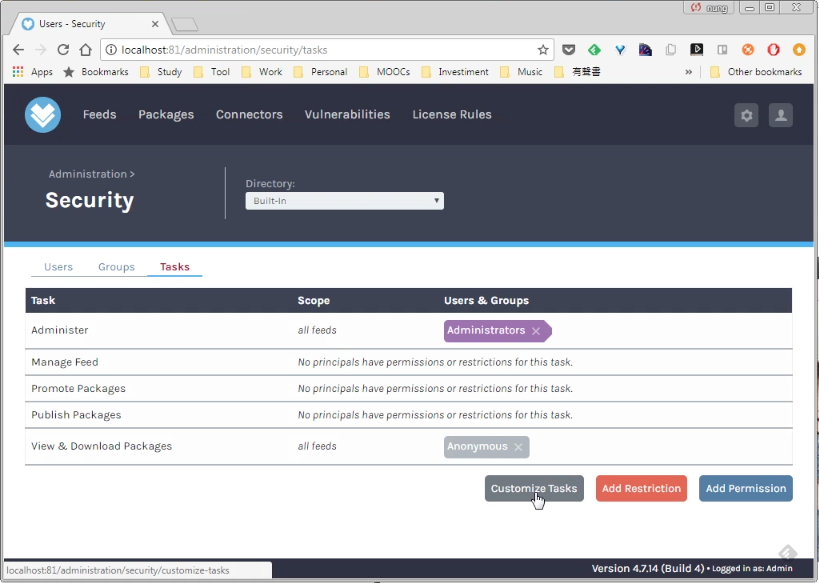 nung
Users - Security
localhost:81/administration/security/tasks
Apps Bookmarks Study Tool Work Personal MOOCs Investiment Music 有聲書 » Other bookmarks
Feeds Packages Connectors Vulnerabilities License Rules
Administration >
Security
Directory:
Built-In
Users Groups Tasks
Task Scope Users & Groups
Administer all feeds Administrators ×
Manage Feed No principals have permissions or restrictions for this task.
Promote Packages No principals have permissions or restrictions for this task.
Publish Packages No principals have permissions or restrictions for this task.
View & Download Packages all feeds Anonymous ×
Customize Tasks Add Restriction Add Permission
localhost:81/administration/security/customize-tasks
Version 4.7.14 (Build 4) • Logged in as: Admin